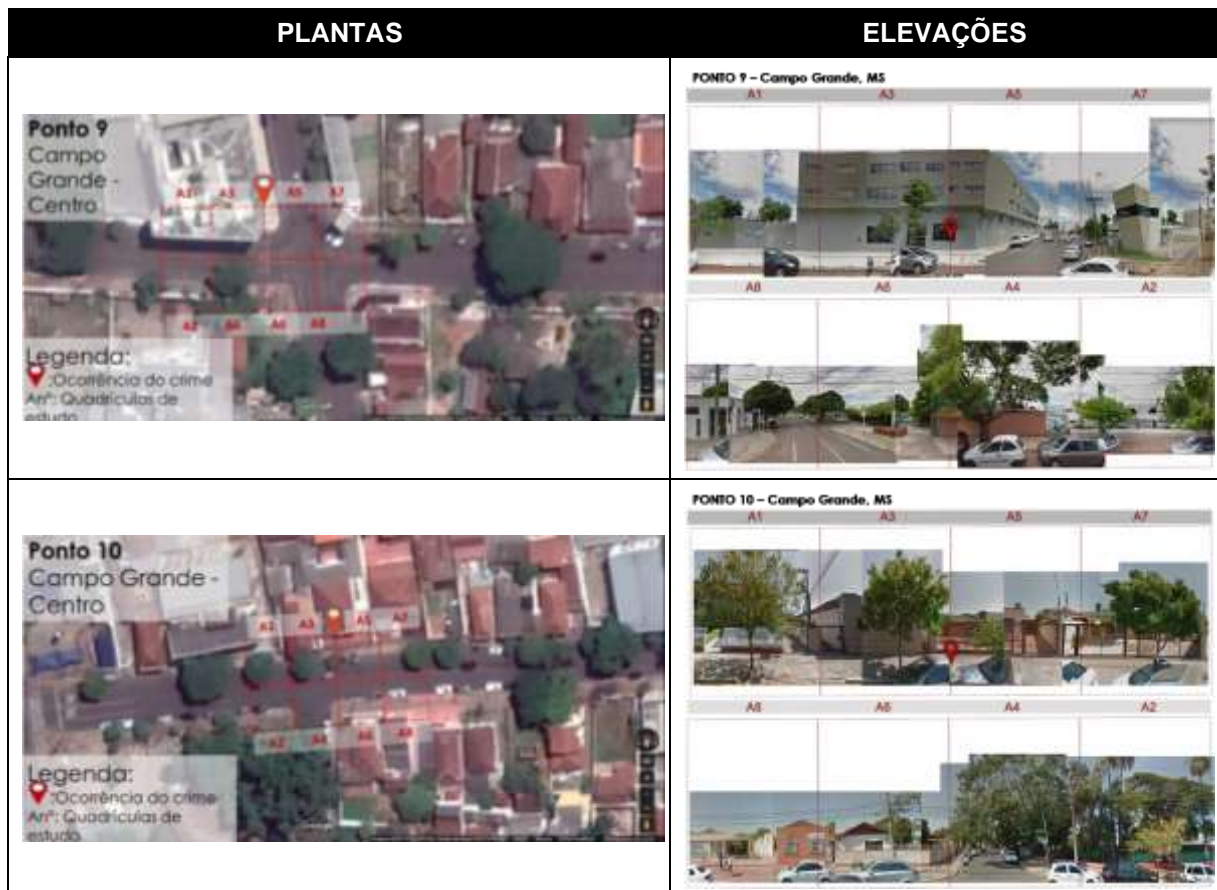 PLANTAS
ELEVAÇÕES
Ponto 9
Campo
Grande -
Centro
A1 A3 A5 A7
A2 A4 A6 A8
Legenda:
:Ocorrência do crime
Anº: Quadrículas de
estudo
PONTO 9 – Campo Grande, MS
A1 A3 A5 A7
A8 A6 A4 A2
Ponto 10
Campo Grande -
Centro
A1 A3 A5 A7
A2 A4 A6 A8
Legenda:
:Ocorrência do crime
Anº: Quadrículas de
estudo
PONTO 10 – Campo Grande, MS
A1 A3 A5 A7
A8 A6 A4 A2